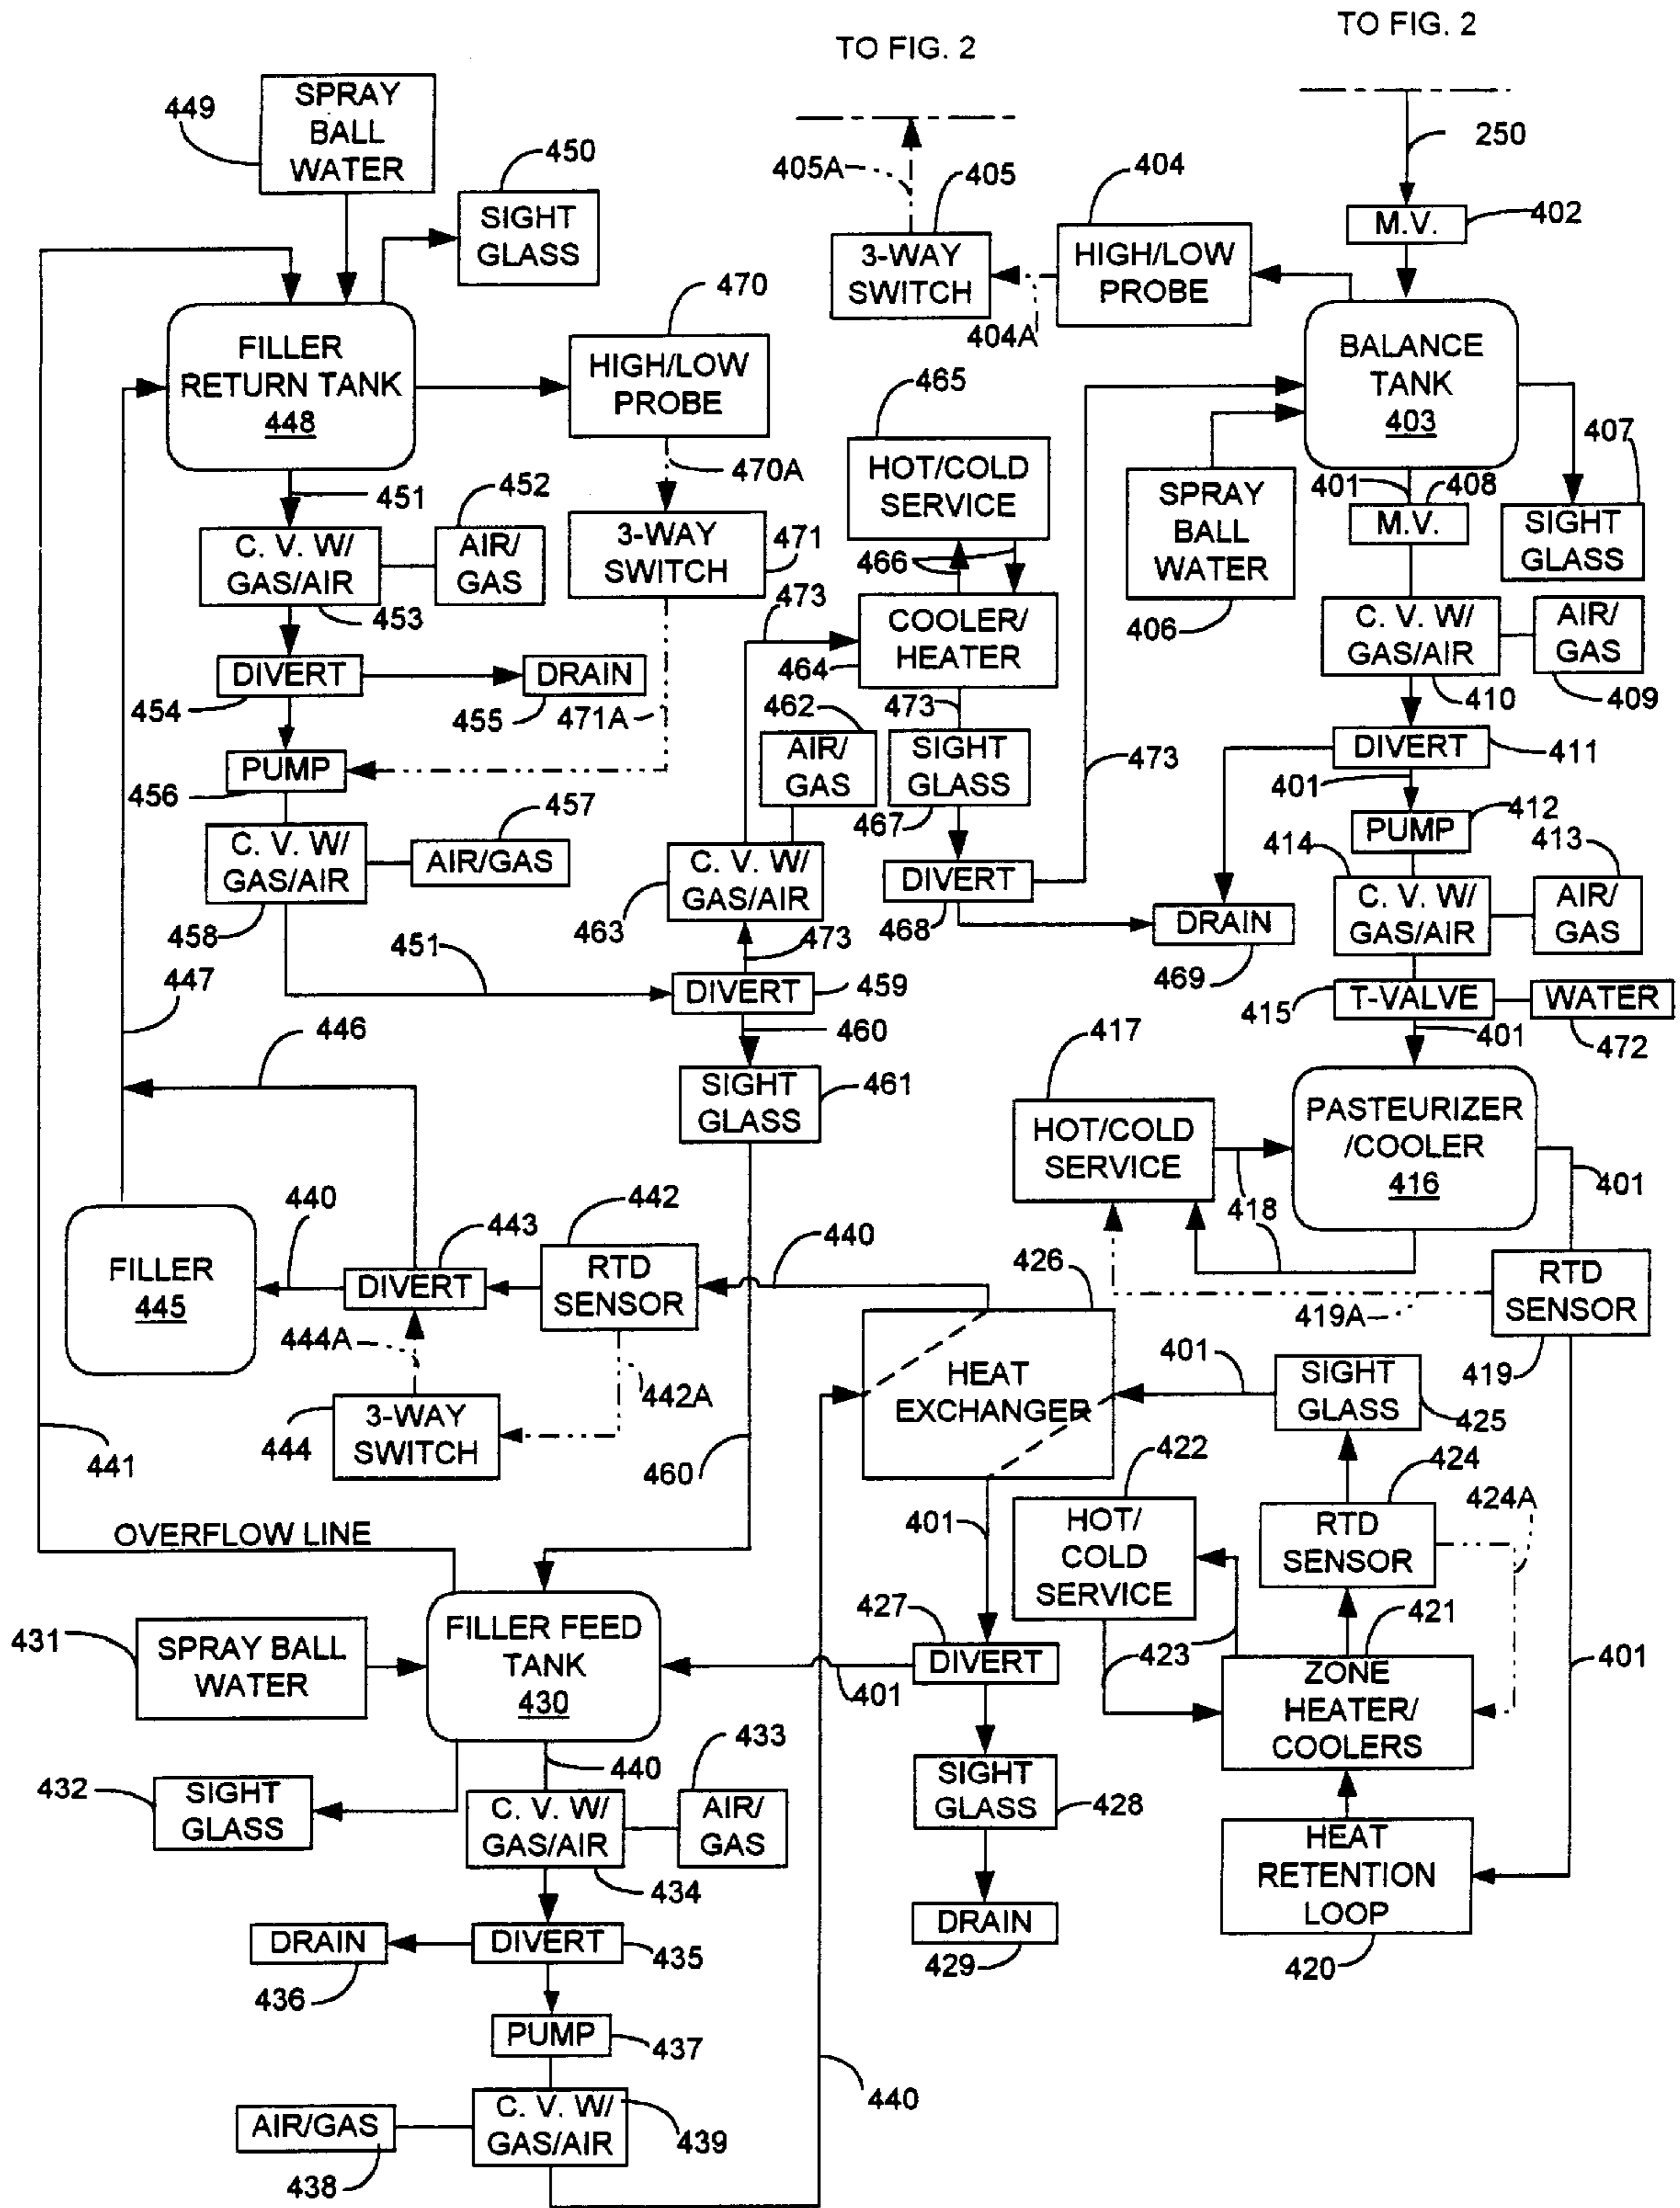 TO FIG. 2
TO FIG. 2
449
SPRAY
BALL
WATER
450
SIGHT
GLASS
405A
405
3-WAY
SWITCH
404
HIGH/LOW
PROBE
404A
250
M.V.
402
FILLER
RETURN TANK
448
470
HIGH/LOW
PROBE
470A
465
HOT/COLD
SERVICE
466
BALANCE
TANK
403
407
SIGHT
GLASS
SPRAY
BALL
WATER
406
401
408
M.V.
451
452
C. V. W/
GAS/AIR
453
AIR/
GAS
3-WAY
SWITCH
471
473
COOLER/
HEATER
464
C. V. W/
GAS/AIR
410
AIR/
GAS
409
DIVERT
454
DRAIN
455
471A
462
AIR/
GAS
473
SIGHT
GLASS
467
473
DIVERT
411
401
PUMP
456
457
C. V. W/
GAS/AIR
458
AIR/GAS
C. V. W/
GAS/AIR
463
DIVERT
468
DRAIN
469
PUMP
412
414
C. V. W/
GAS/AIR
413
AIR/
GAS
447
451
473
DIVERT
459
T-VALVE
415
WATER
472
401
446
460
SIGHT
GLASS
461
417
HOT/COLD
SERVICE
418
PASTEURIZER
/COOLER
416
401
FILLER
445
440
443
DIVERT
442
RTD
SENSOR
440
426
419A
RTD
SENSOR
419
444A
444
3-WAY
SWITCH
442A
441
460
HEAT
EXCHANGER
401
SIGHT
GLASS
425
422
HOT/
COLD
SERVICE
424
RTD
SENSOR
424A
401
OVERFLOW LINE
431
SPRAY BALL
WATER
FILLER FEED
TANK
430
427
DIVERT
401
423
421
ZONE
HEATER/
COOLERS
401
432
SIGHT
GLASS
440
433
C. V. W/
GAS/AIR
434
AIR/
GAS
SIGHT
GLASS
428
HEAT
RETENTION
LOOP
420
DRAIN
436
DIVERT
435
DRAIN
429
PUMP
437
440
AIR/GAS
438
C. V. W/
GAS/AIR
439